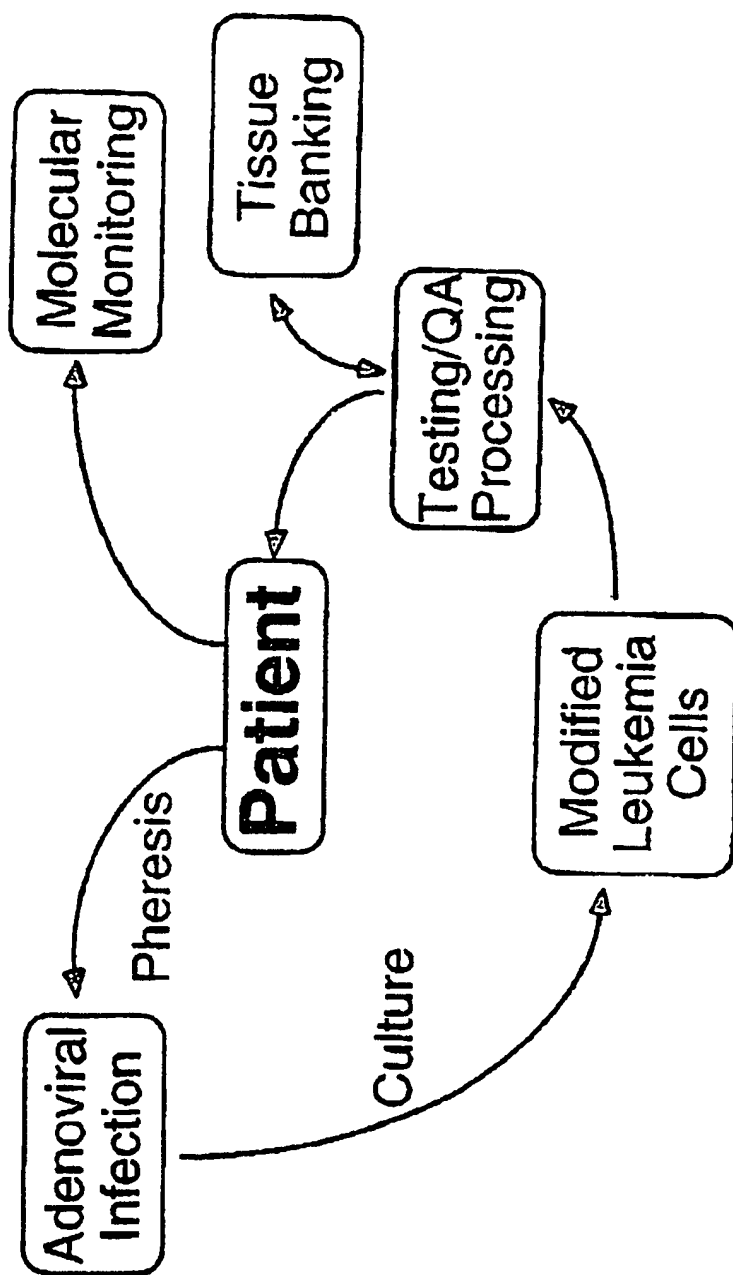 Adenoviral
Infection
Pheresis
Patient
Molecular
Monitoring
Culture
Modified
Leukemia
Cells
Testing/QA
Processing
Tissue
Banking